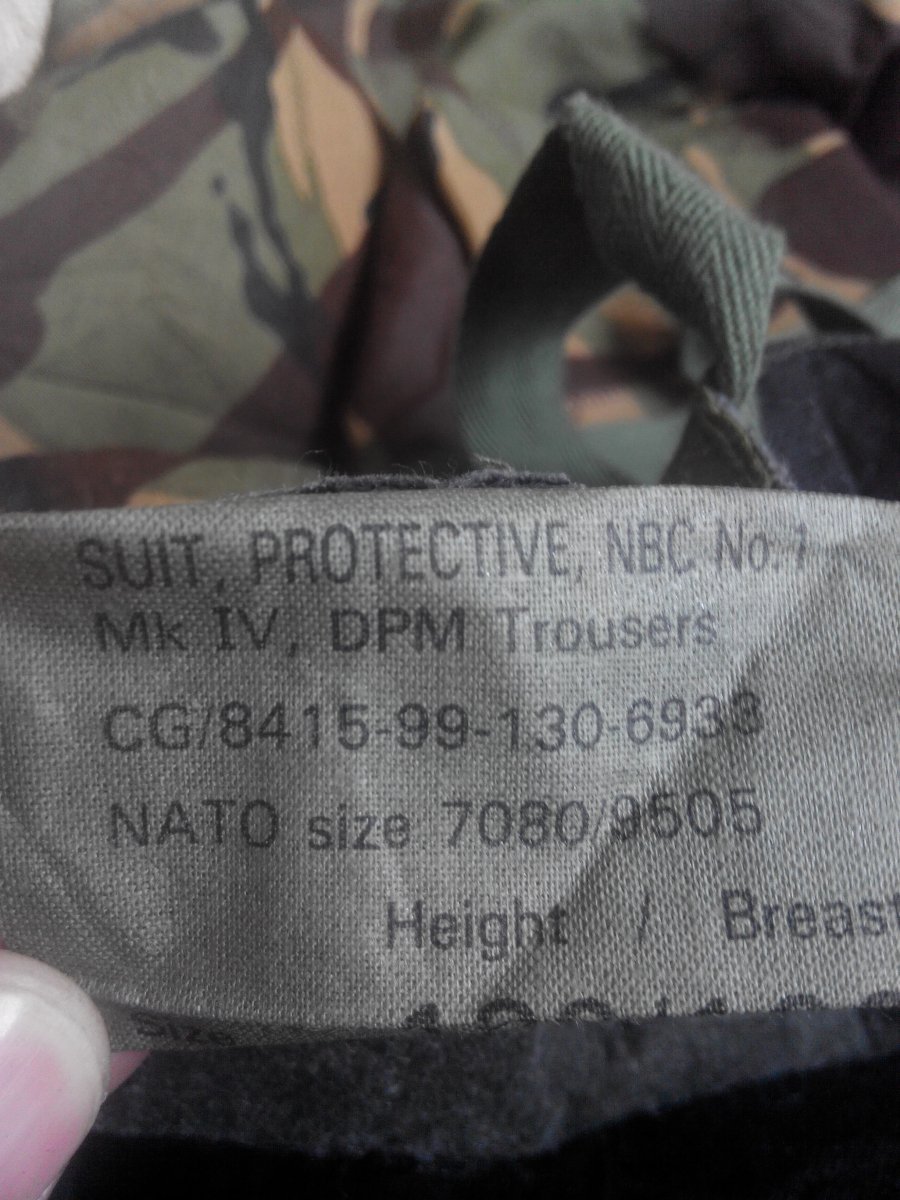 SUIT, PROTECTIVE, NBC No.1
Mk IV, DPM Trousers
CG/8415-99-130-6933
NATO size 7080/9505
Height / Breast